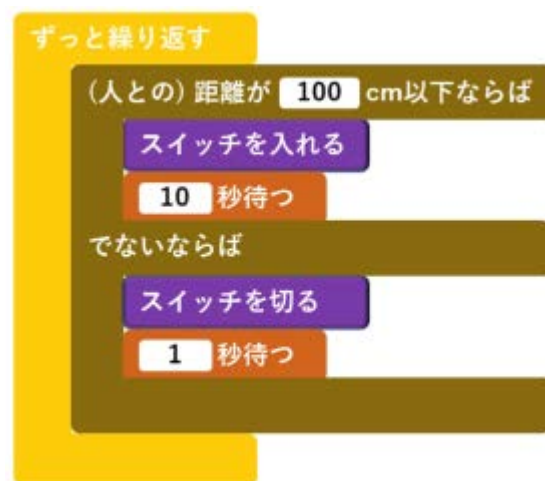 ずっと繰り返す
(人との) 距離が 100 cm以下ならば
スイッチを入れる
10 秒待つ
でないならば
スイッチを切る
1 秒待つ